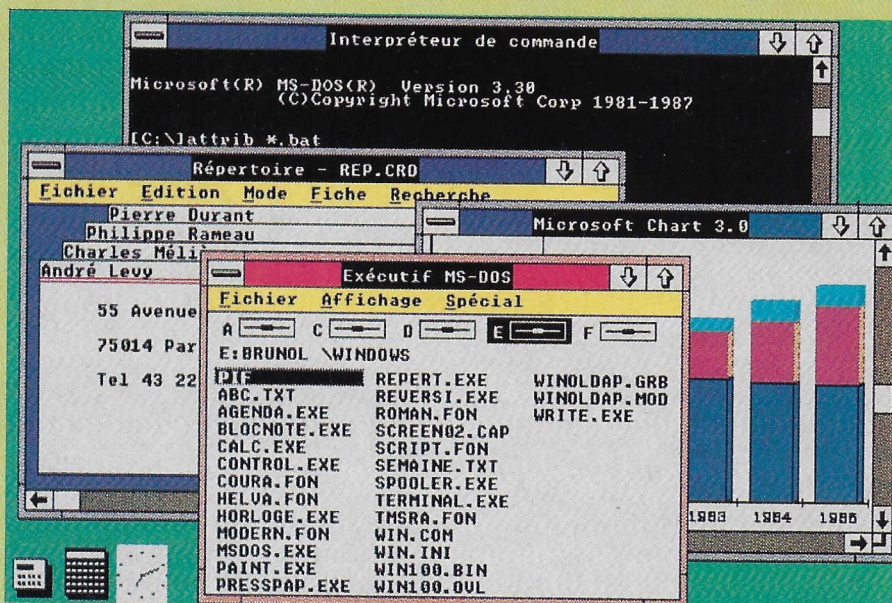 Interpréteur de commande
Microsoft(R) MS-DOS(R) Version 3.30
(C)Copyright Microsoft Corp 1981-1987
[C:\]attrib *.bat
Répertoire - REP.CRD
Fichier Edition Mode Fiche Recherche
Pierre Durant
Philippe Rameau
Charles
André Levy
55 Avenue
75014 Par
Tel 43 22
Microsoft Chart 3.0
1983 1984 1985
Exécutif MS-DOS
Fichier Affichage Spécial
A C D E F
E:BRUNOL \WINDOWS
PIF
ABC.TXT
AGENDA.EXE
BLOCNOTE.EXE
CALC.EXE
CONTROL.EXE
COURA.FON
HELVA.FON
HORLOGE.EXE
MODERN.FON
MSDOS.EXE
PAINT.EXE
PRESSPAP.EXE
REPERT.EXE
REVERSI.EXE
ROMAN.FON
SCREEN02.CAP
SCRIPT.FON
SEMAINE.TXT
SPOOLER.EXE
TERMINAL.EXE
TMSRA.FON
WIN.COM
WIN.INI
WIN100.BIN
WIN100.OVL
WINOLDAP.GRB
WINOLDAP.MOD
WRITE.EXE